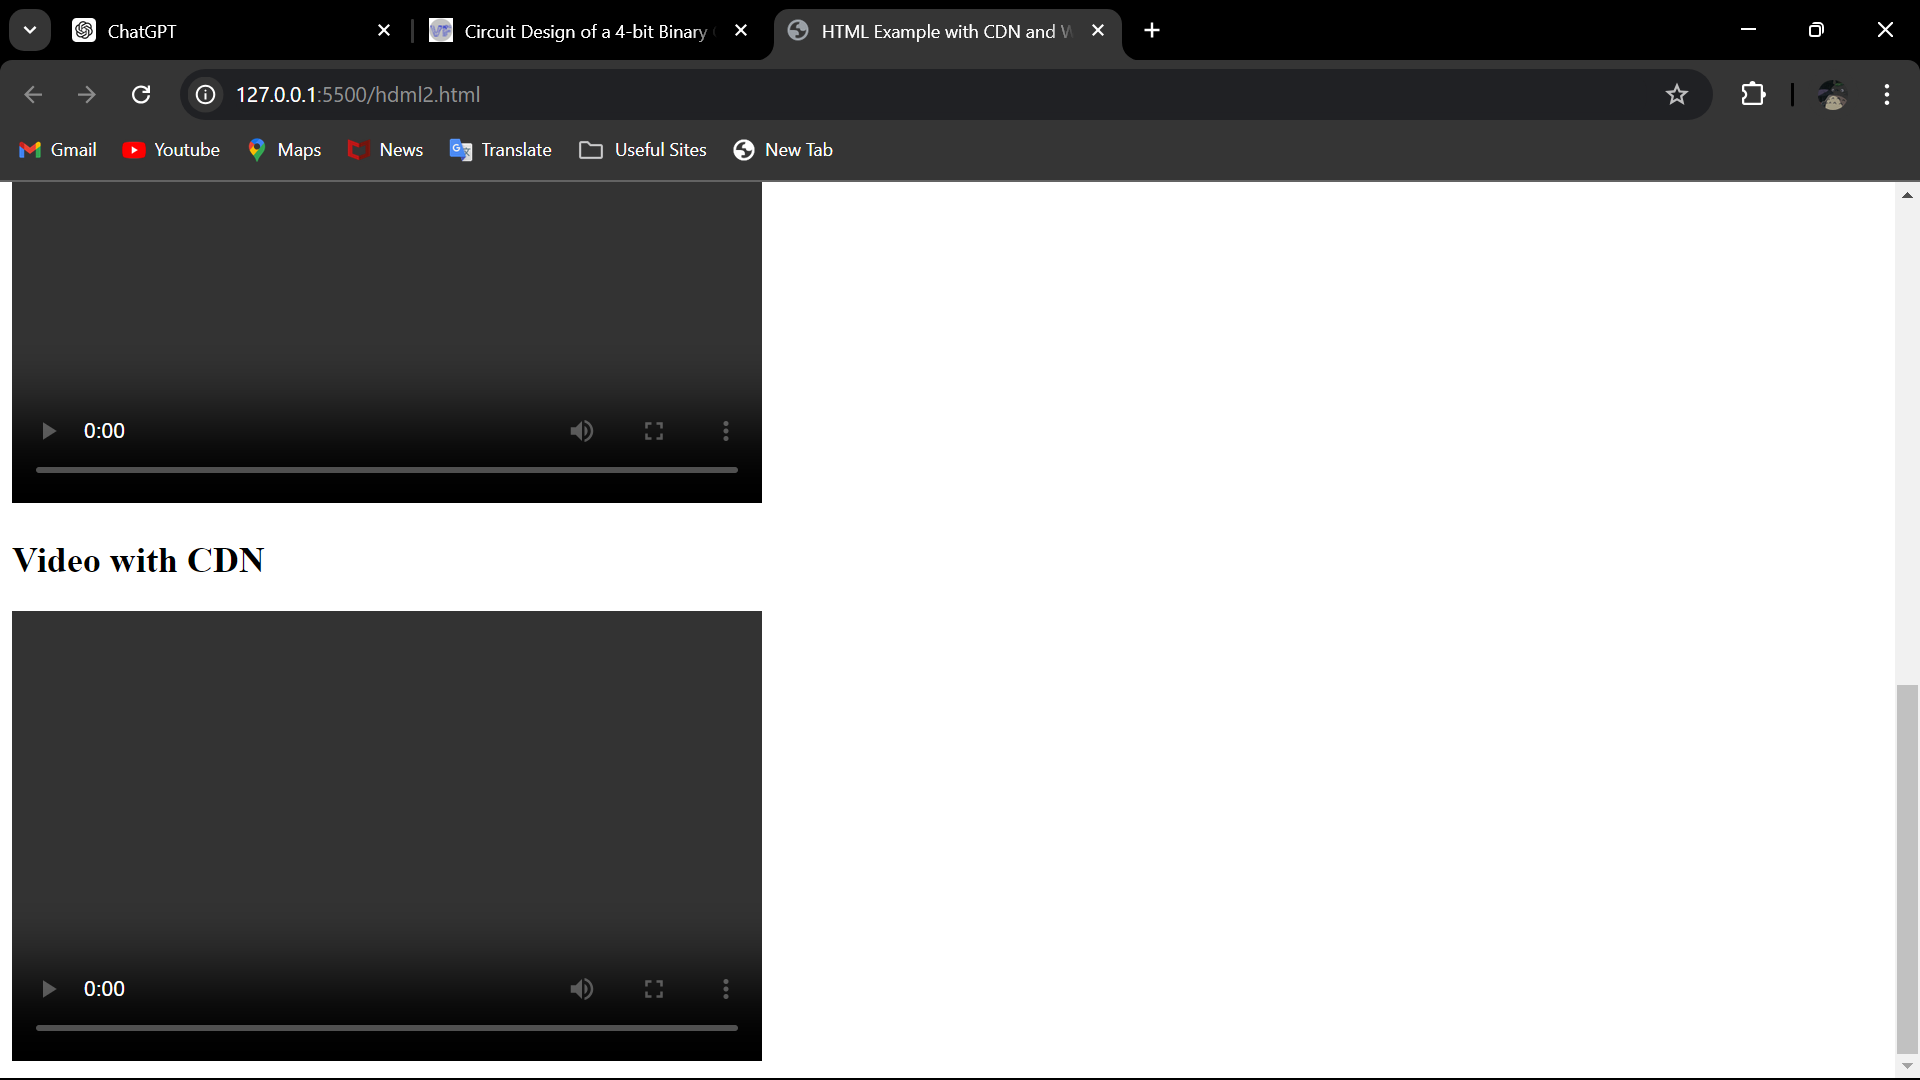 ChatGPT
Circuit Design of a 4-bit Binary
HTML Example with CDN and W
127.0.0.1:5500/hdml2.html
Gmail
Youtube
Maps
News
Translate
Useful Sites
New Tab
0:00
Video with CDN
0:00